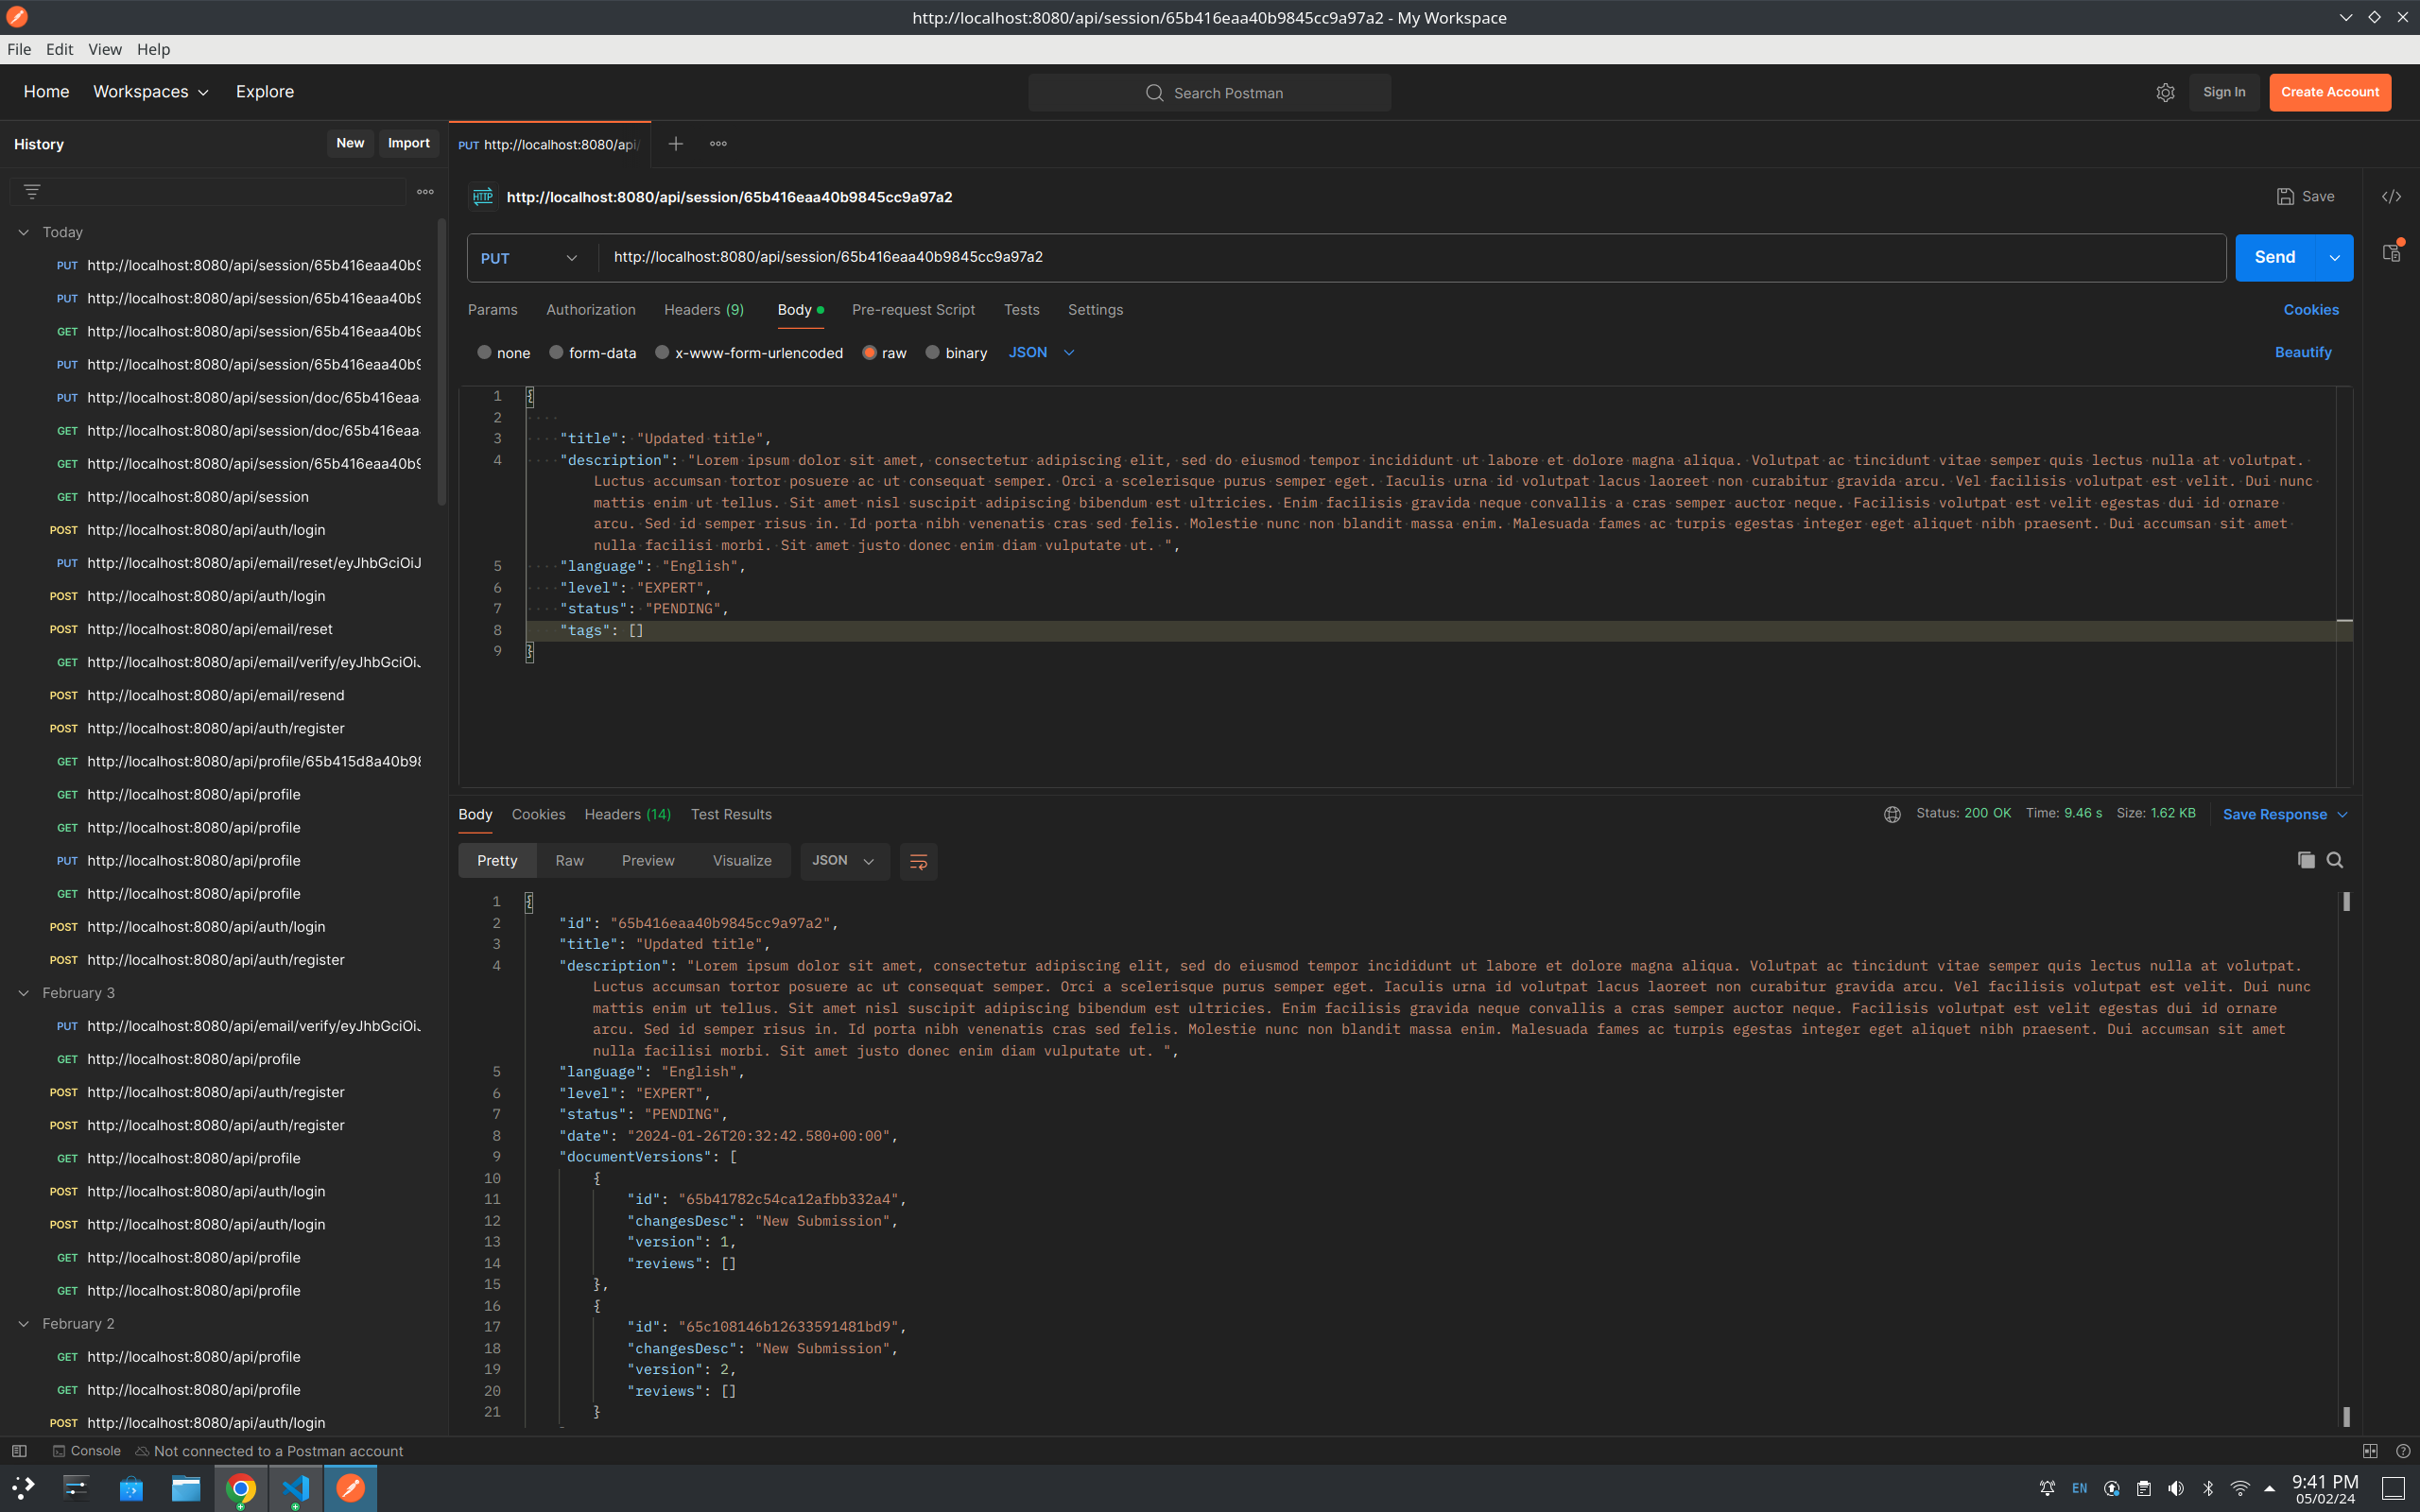 http://localhost:8080/api/session/65b416eaa40b9845cc9a97a2 - My Workspace
File Edit View Help
Home Workspaces Explore
Search Postman
Sign In Create Account
History New Import
Today
PUT http://localhost:8080/api/session/65b416eaa40b9
PUT http://localhost:8080/api/session/65b416eaa40b9
GET http://localhost:8080/api/session/65b416eaa40b9
PUT http://localhost:8080/api/session/65b416eaa40b9
PUT http://localhost:8080/api/session/doc/65b416eaa
GET http://localhost:8080/api/session/doc/65b416eaa
GET http://localhost:8080/api/session/65b416eaa40b9
GET http://localhost:8080/api/session
POST http://localhost:8080/api/auth/login
PUT http://localhost:8080/api/email/reset/eyJhbGciOiJ
POST http://localhost:8080/api/auth/login
POST http://localhost:8080/api/email/reset
GET http://localhost:8080/api/email/verify/eyJhbGciOiJ
POST http://localhost:8080/api/email/resend
POST http://localhost:8080/api/auth/register
GET http://localhost:8080/api/profile/65b415d8a40b98
GET http://localhost:8080/api/profile
GET http://localhost:8080/api/profile
PUT http://localhost:8080/api/profile
GET http://localhost:8080/api/profile
POST http://localhost:8080/api/auth/login
POST http://localhost:8080/api/auth/register
February 3
PUT http://localhost:8080/api/email/verify/eyJhbGciOiJ
GET http://localhost:8080/api/profile
POST http://localhost:8080/api/auth/register
POST http://localhost:8080/api/auth/register
GET http://localhost:8080/api/profile
POST http://localhost:8080/api/auth/login
POST http://localhost:8080/api/auth/login
GET http://localhost:8080/api/profile
GET http://localhost:8080/api/profile
February 2
GET http://localhost:8080/api/profile
GET http://localhost:8080/api/profile
POST http://localhost:8080/api/auth/login
PUT http://localhost:8080/api/
HTTP http://localhost:8080/api/session/65b416eaa40b9845cc9a97a2
Save
PUT http://localhost:8080/api/session/65b416eaa40b9845cc9a97a2
Send
Params Authorization Headers (9) Body Pre-request Script Tests Settings
Cookies
none form-data x-www-form-urlencoded raw binary JSON
Beautify
1 {
2
3 "title": "Updated title",
4 "description": "Lorem ipsum dolor sit amet, consectetur adipiscing elit, sed do eiusmod tempor incididunt ut labore et dolore magna aliqua. Volutpat ac tincidunt vitae semper quis lectus nulla at volutpat.
Luctus accumsan tortor posuere ac ut consequat semper. Orci a scelerisque purus semper eget. Iaculis urna id volutpat lacus laoreet non curabitur gravida arcu. Vel facilisis volutpat est velit. Dui nunc
mattis enim ut tellus. Sit amet nisl suscipit adipiscing bibendum est ultricies. Enim facilisis gravida neque convallis a cras semper auctor neque. Facilisis volutpat est velit egestas dui id ornare
arcu. Sed id semper risus in. Id porta nibh venenatis cras sed felis. Molestie nunc non blandit massa enim. Malesuada fames ac turpis egestas integer eget aliquet nibh praesent. Dui accumsan sit amet
nulla facilisi morbi. Sit amet justo donec enim diam vulputate ut. ",
5 "language": "English",
6 "level": "EXPERT",
7 "status": "PENDING",
8 "tags": []
9 }
Body Cookies Headers (14) Test Results
Status: 200 OK Time: 9.46 s Size: 1.62 KB Save Response
Pretty Raw Preview Visualize JSON
1 {
2 "id": "65b416eaa40b9845cc9a97a2",
3 "title": "Updated title",
4 "description": "Lorem ipsum dolor sit amet, consectetur adipiscing elit, sed do eiusmod tempor incididunt ut labore et dolore magna aliqua. Volutpat ac tincidunt vitae semper quis lectus nulla at volutpat.
Luctus accumsan tortor posuere ac ut consequat semper. Orci a scelerisque purus semper eget. Iaculis urna id volutpat lacus laoreet non curabitur gravida arcu. Vel facilisis volutpat est velit. Dui nunc
mattis enim ut tellus. Sit amet nisl suscipit adipiscing bibendum est ultricies. Enim facilisis gravida neque convallis a cras semper auctor neque. Facilisis volutpat est velit egestas dui id ornare
arcu. Sed id semper risus in. Id porta nibh venenatis cras sed felis. Molestie nunc non blandit massa enim. Malesuada fames ac turpis egestas integer eget aliquet nibh praesent. Dui accumsan sit amet
nulla facilisi morbi. Sit amet justo donec enim diam vulputate ut. ",
5 "language": "English",
6 "level": "EXPERT",
7 "status": "PENDING",
8 "date": "2024-01-26T20:32:42.580+00:00",
9 "documentVersions": [
10 {
11 "id": "65b41782c54ca12afbb332a4",
12 "changesDesc": "New Submission",
13 "version": 1,
14 "reviews": []
15 },
16 {
17 "id": "65c108146b12633591481bd9",
18 "changesDesc": "New Submission",
19 "version": 2,
20 "reviews": []
21 }
Console Not connected to a Postman account
EN 9:41 PM
05/02/24